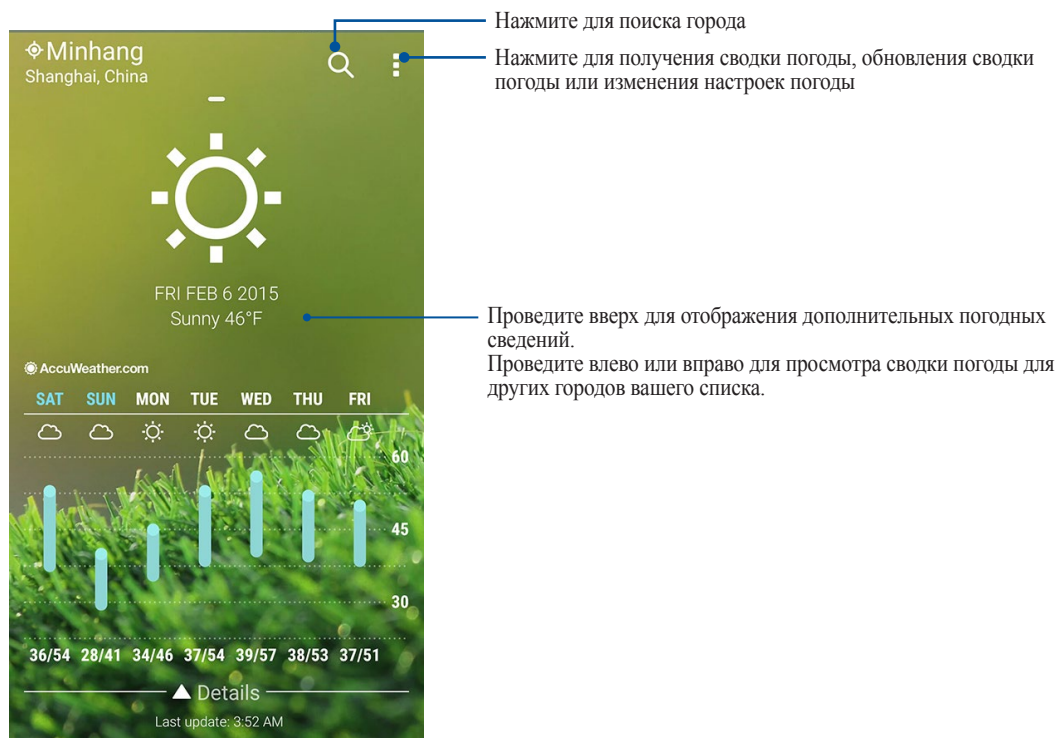 Нажмите для поиска города
Нажмите для получения сводки погоды, обновления сводки
погоды или изменения настроек погоды
Minhang
Shanghai, China
FRI FEB 6 2015
Sunny 46°F
Проведите вверх для отображения дополнительных погодных
сведений.
Проведите влево или вправо для просмотра сводки погоды для
других городов вашего списка.
AccuWeather.com
SAT SUN MON TUE WED THU FRI
60
45
30
36/54 28/41 34/46 37/54 39/57 38/53 37/51
Details
Last update: 3:52 AM